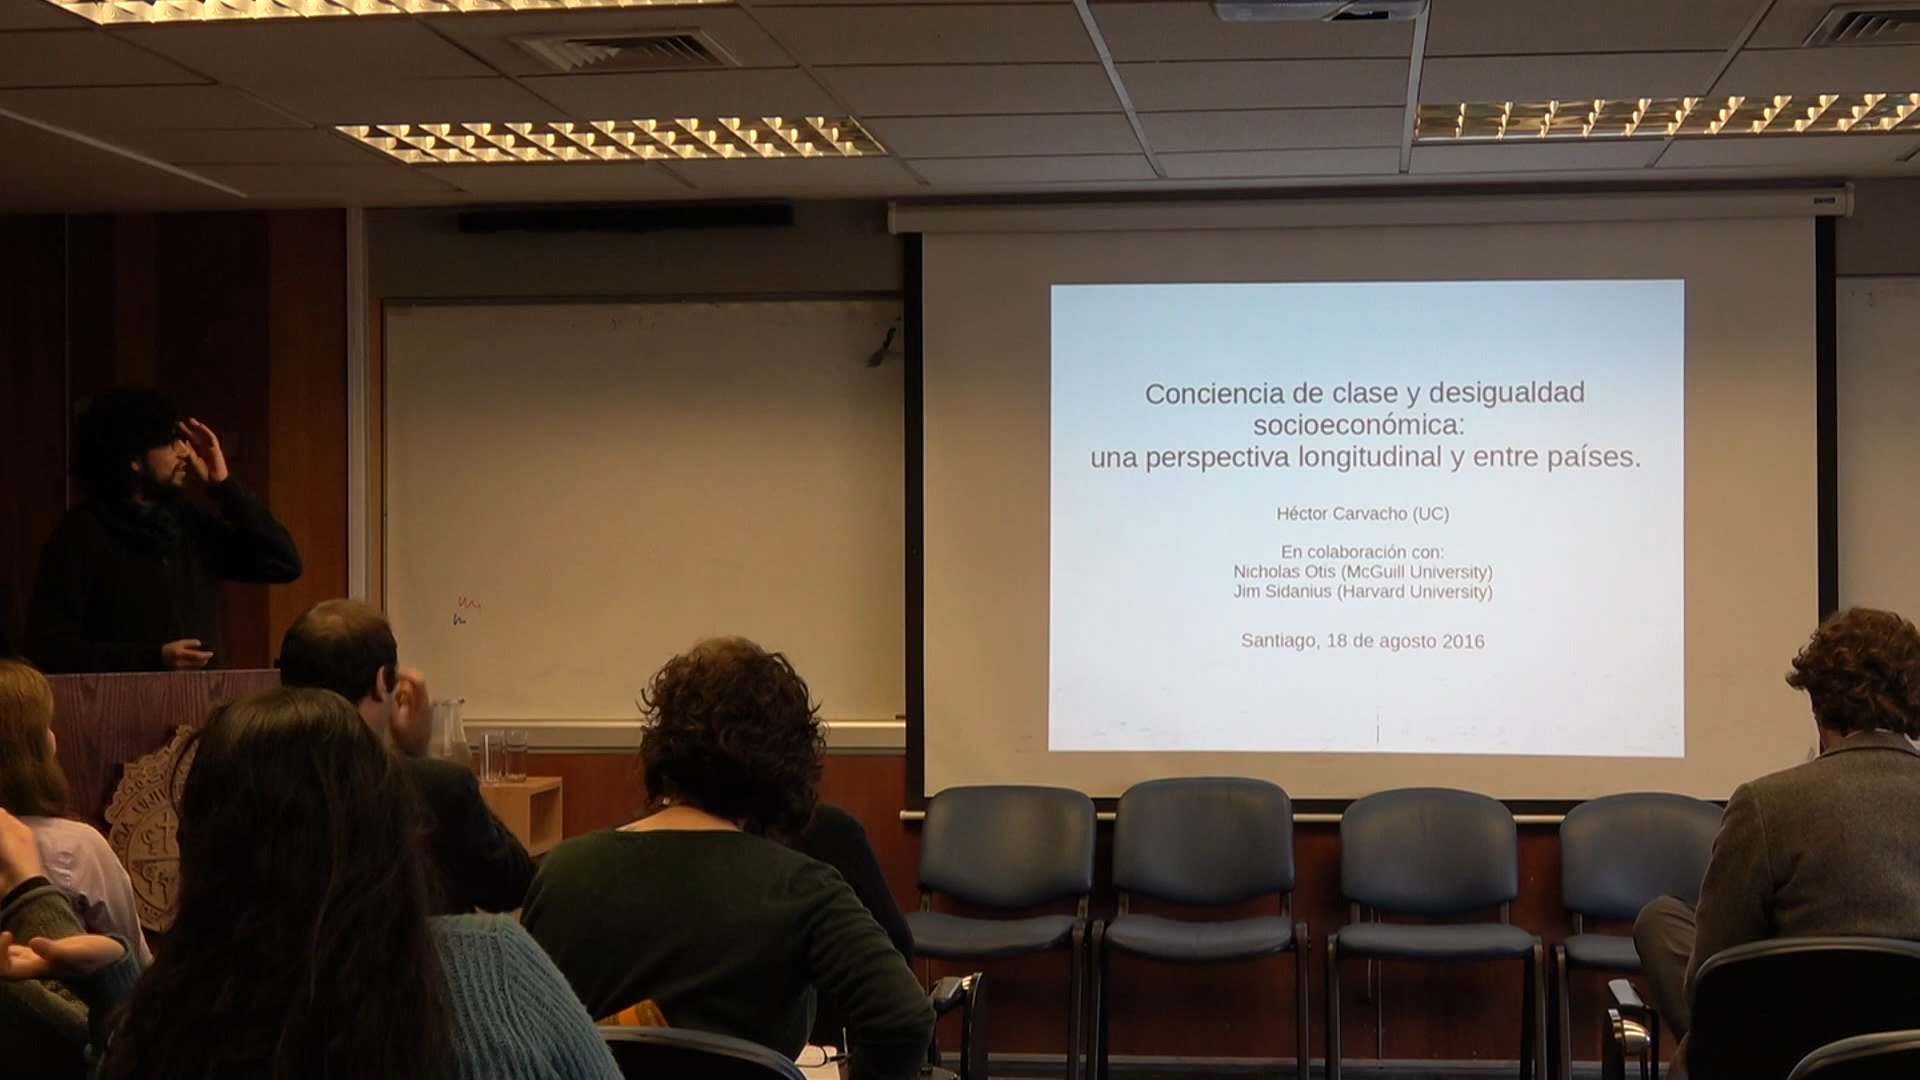 Conciencia de clase y desigualdad
socioeconómica:
una perspectiva longitudinal y entre países.
Héctor Carvacho (UC)
En colaboración con:
Nicholas Otis (McGuill University)
Jim Sidanius (Harvard University)
Santiago, 18 de agosto 2016